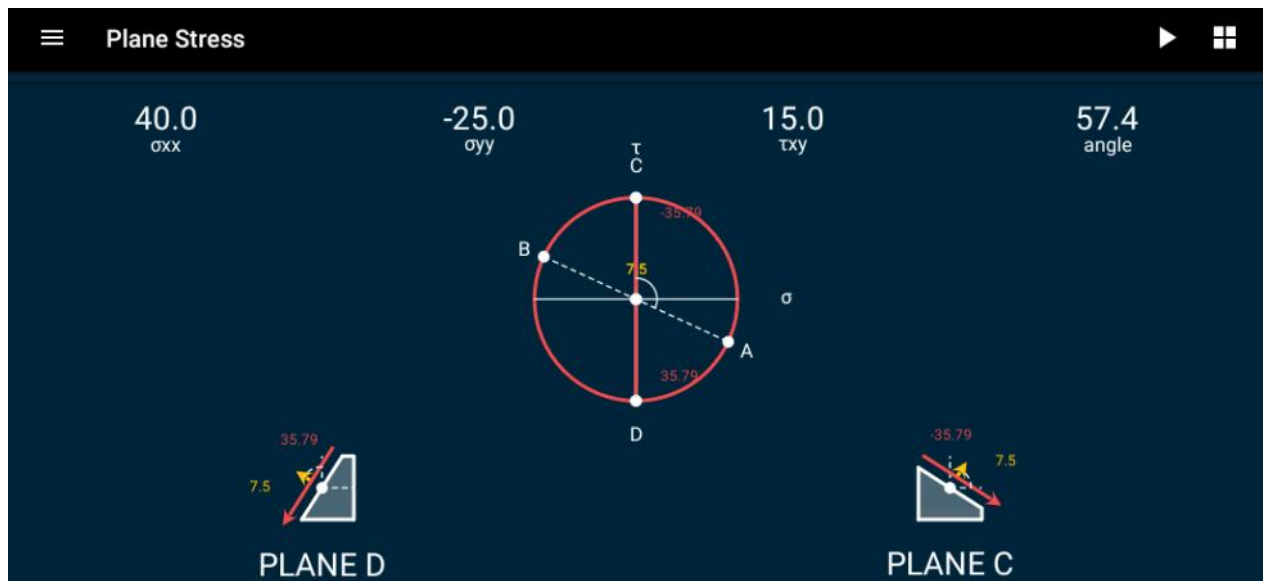 Plane Stress
40.0 -25.0 15.0 57.4
σxx σyy τxy angle
τ
C
-35.79
B
7.5
σ
A
35.79
D
35.79
7.5
-35.79
7.5
PLANE D PLANE C